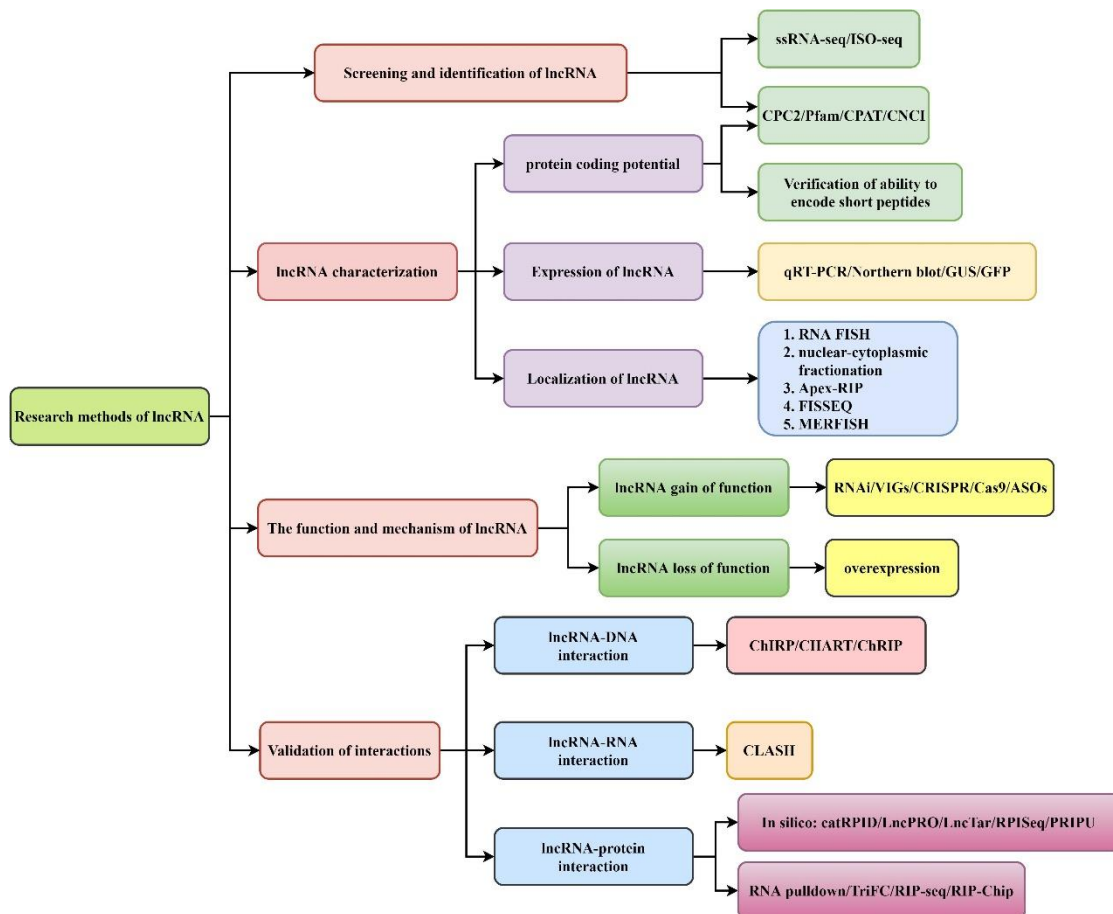 ssRNA-seq/ISO-seq
Screening and identification of lncRNA
CPC2/Pfam/CPAT/CNCI
protein coding potential
Verification of ability to
encode short peptides
lncRNA characterization
Expression of lncRNA
qRT-PCR/Northern blot/GUS/GFP
1. RNA FISH
2. nuclear-cytoplasmic
fractionation
3. Apex-RIP
4. FISSEQ
5. MERFISH
Localization of lncRNA
Research methods of lncRNA
lncRNA gain of function
RNAi/VIGs/CRISPR/Cas9/ASOs
The function and mechanism of lncRNA
lncRNA loss of function
overexpression
lncRNA-DNA
interaction
ChIRP/CHART/ChRIP
Validation of interactions
lncRNA-RNA
interaction
CLASH
lncRNA-protein
interaction
In silico: catRPID/LncPRO/LncTar/RPISeq/PRIPU
RNA pulldown/TriFC/RIP-seq/RIP-Chip